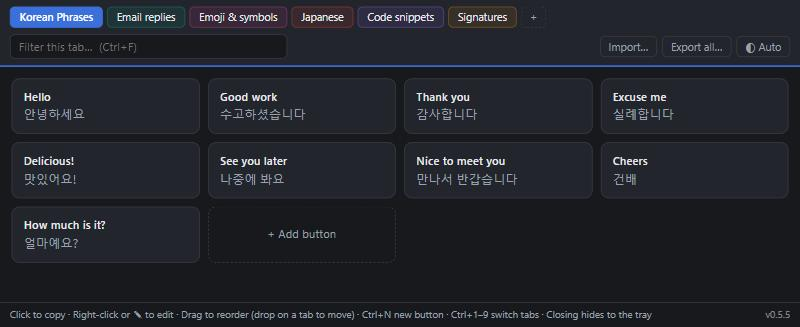 Korean Phrases Email replies Emoji & symbols Japanese Code snippets Signatures +
Filter this tab... (Ctrl+F) Import... Export all... ◐ Auto
Hello Good work Thank you Excuse me
안녕하세요 수고하셨습니다 감사합니다 실례합니다
Delicious! See you later Nice to meet you Cheers
맛있어요! 나중에 봐요 만나서 반갑습니다 건배
How much is it?
얼마예요?
+ Add button
Click to copy · Right-click or ✎ to edit · Drag to reorder (drop on a tab to move) · Ctrl+N new button · Ctrl+1–9 switch tabs · Closing hides to the tray v0.5.5